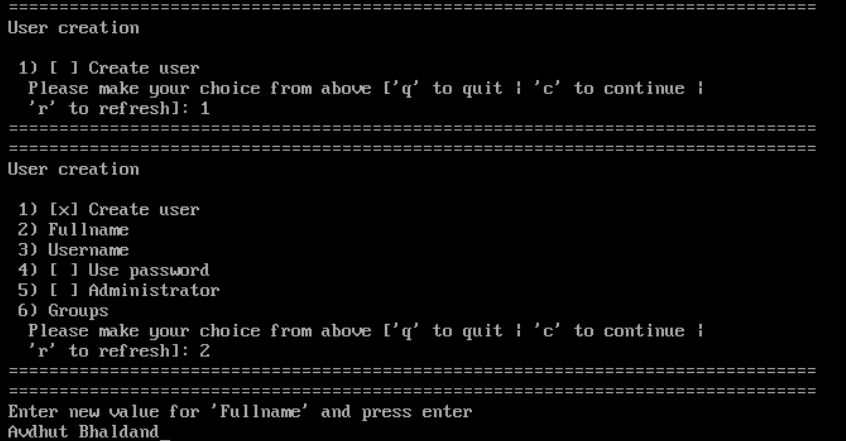 ================================================================================
User creation
1) [ ] Create user
Please make your choice from above ['q' to quit | 'c' to continue |
'r' to refresh]: 1
================================================================================
================================================================================
User creation
1) [x] Create user
2) Fullname
3) Username
4) [ ] Use password
5) [ ] Administrator
6) Groups
Please make your choice from above ['q' to quit | 'c' to continue |
'r' to refresh]: 2
================================================================================
================================================================================
Enter new value for 'Fullname' and press enter
Avdhut Bhaldand_